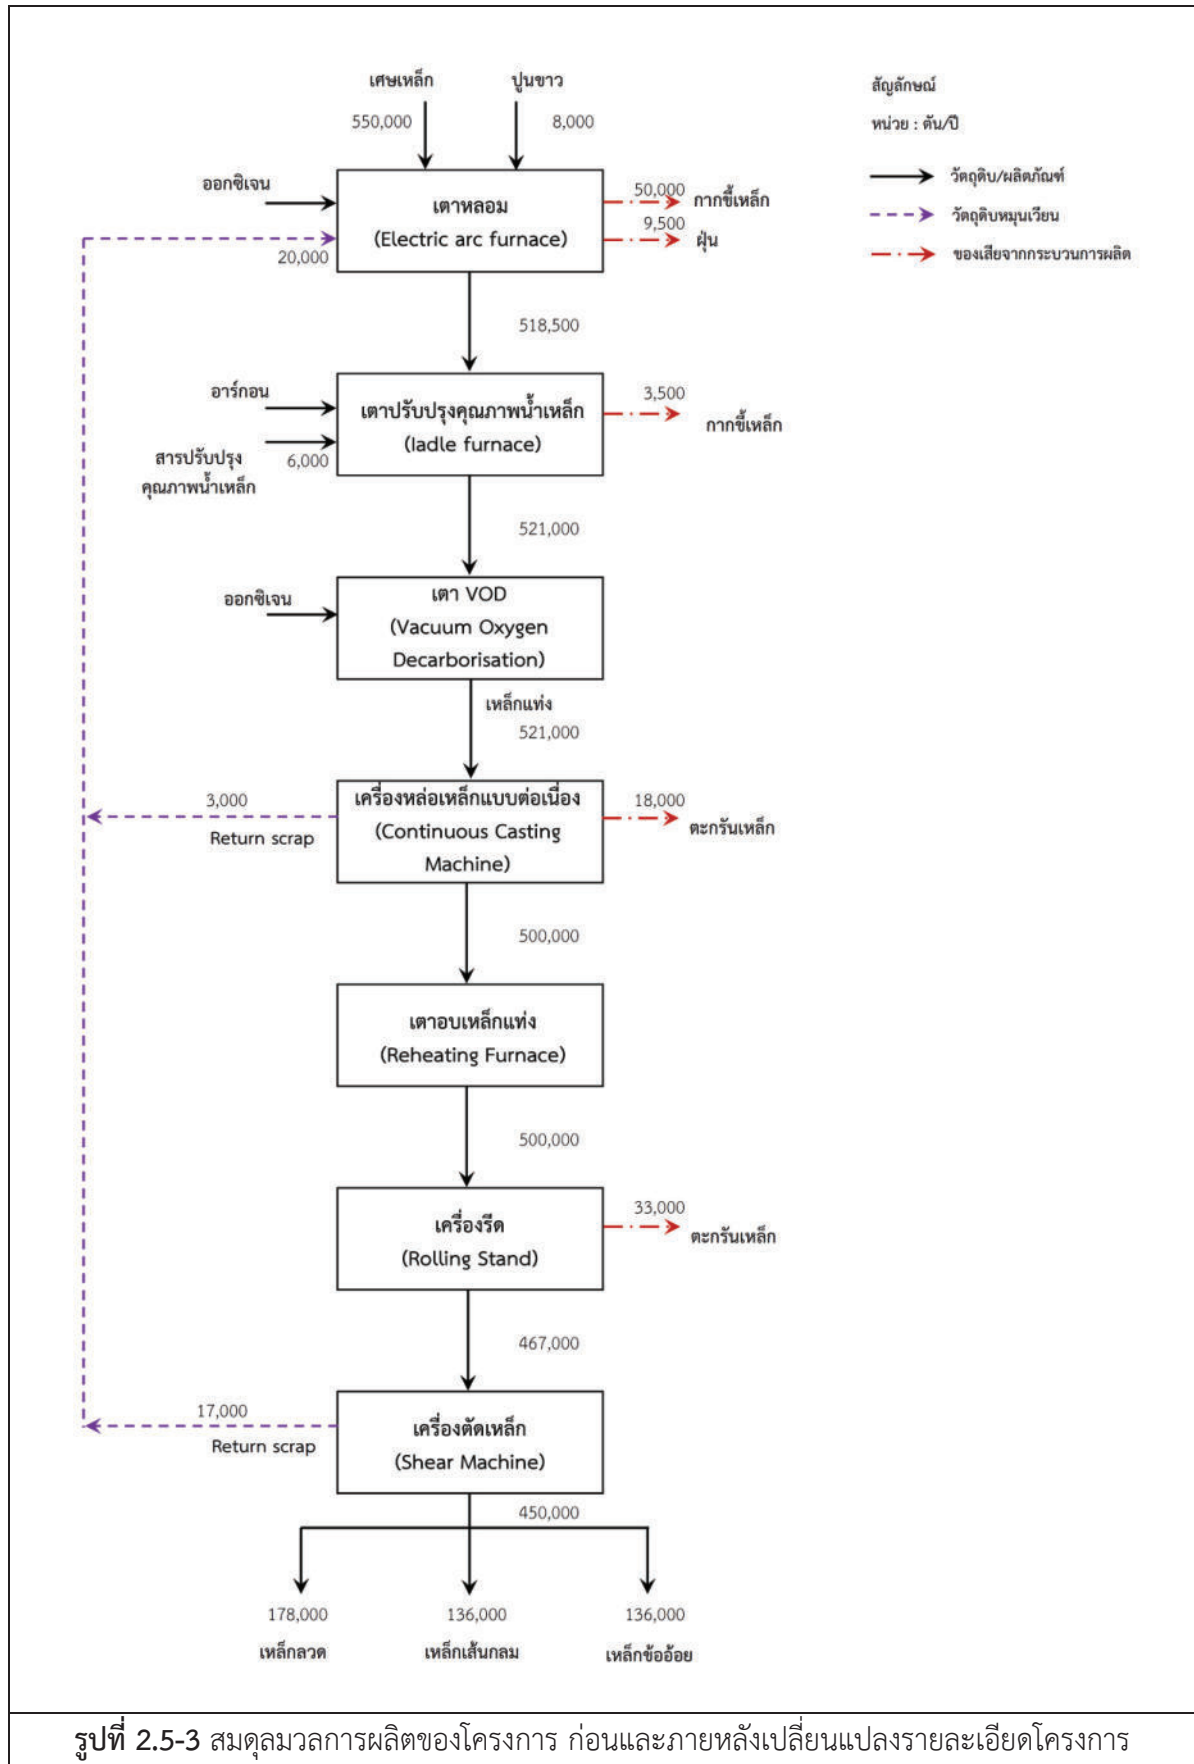 เศษเหล็ก
ปูนขาว
สัญลักษณ์
550,000
8,000
หน่วย : ตัน/ปี
ออกซิเจน
วัตถุดิบ/ผลิตภัณฑ์
เตาหลอม
(Electric arc furnace)
50,000
กากขี้เหล็ก
วัตถุดิบหมุนเวียน
9,500
ฝุ่น
20,000
ของเสียจากกระบวนการผลิต
518,500
อาร์กอน
เตาปรับปรุงคุณภาพน้ำเหล็ก
(ladle furnace)
3,500
กากขี้เหล็ก
สารปรับปรุง
คุณภาพน้ำเหล็ก
6,000
521,000
ออกซิเจน
เตา VOD
(Vacuum Oxygen
Decarborisation)
เหล็กแท่ง
521,000
3,000
Return scrap
เครื่องหล่อเหล็กแบบต่อเนื่อง
(Continuous Casting
Machine)
18,000
ตะกรันเหล็ก
500,000
เตาอบเหล็กแท่ง
(Reheating Furnace)
500,000
เครื่องรีด
(Rolling Stand)
33,000
ตะกรันเหล็ก
467,000
17,000
Return scrap
เครื่องตัดเหล็ก
(Shear Machine)
450,000
178,000
136,000
136,000
เหล็กลวด
เหล็กเส้นกลม
เหล็กข้ออ้อย
รูปที่ 2.5-3 สมดุลมวลการผลิตของโครงการ ก่อนและภายหลังเปลี่ยนแปลงรายละเอียดโครงการ